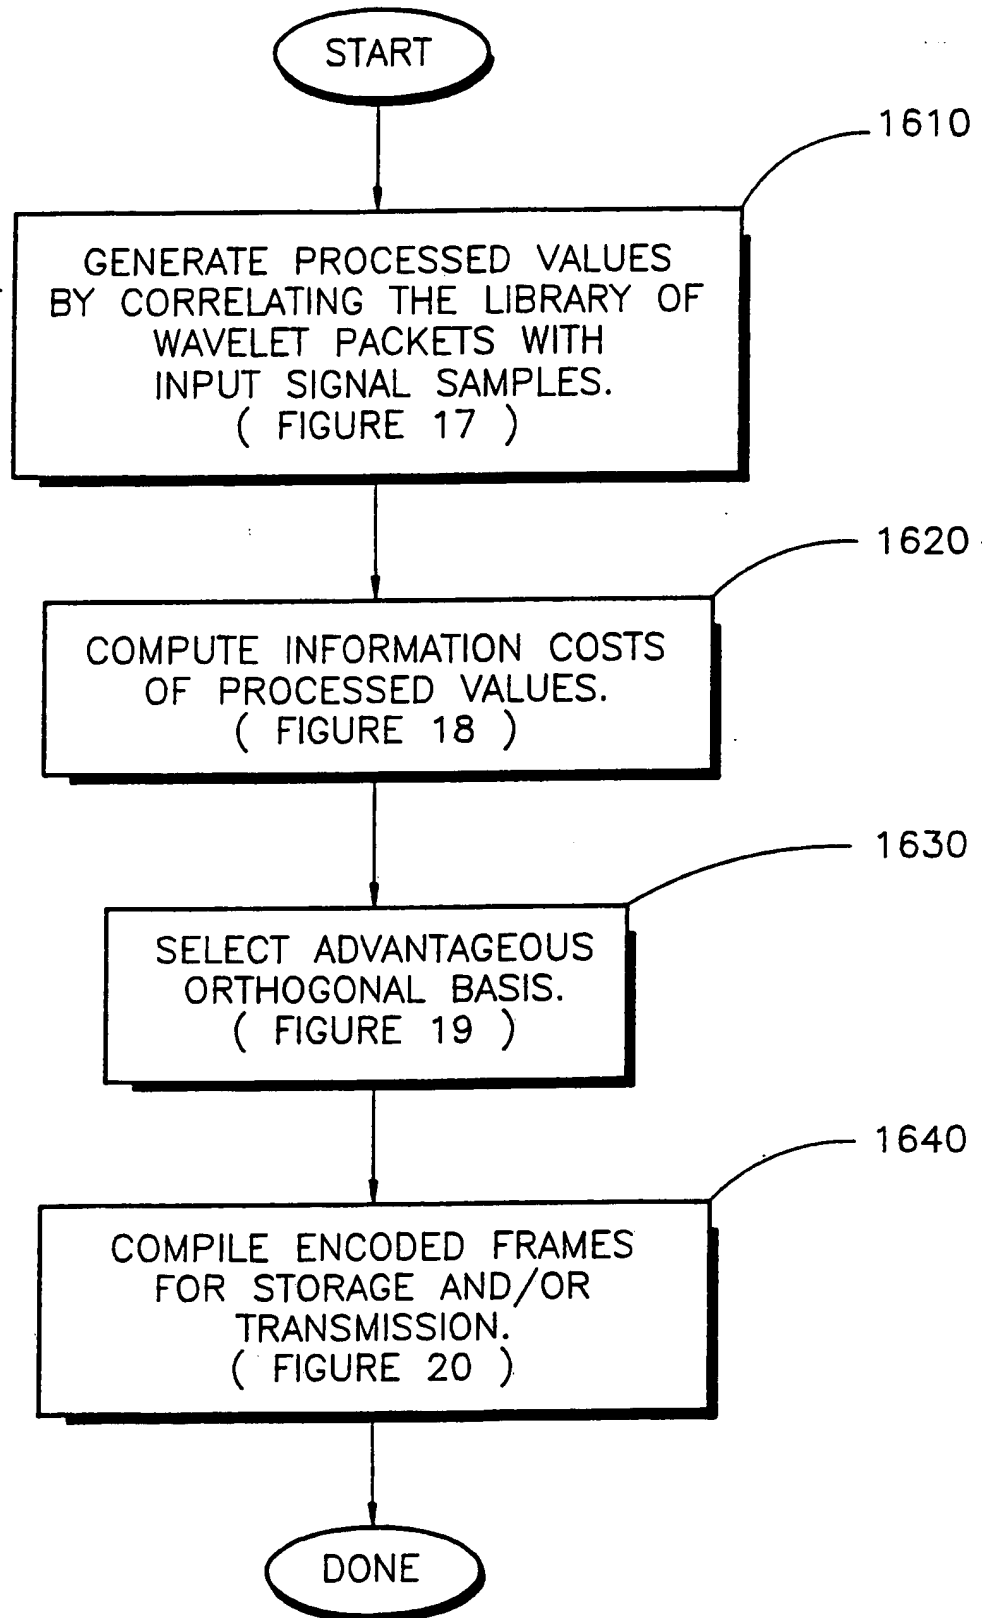 START
1610
GENERATE PROCESSED VALUES
BY CORRELATING THE LIBRARY OF
WAVELET PACKETS WITH
INPUT SIGNAL SAMPLES.
( FIGURE 17 )
1620
COMPUTE INFORMATION COSTS
OF PROCESSED VALUES.
( FIGURE 18 )
1630
SELECT ADVANTAGEOUS
ORTHOGONAL BASIS.
( FIGURE 19 )
1640
COMPILE ENCODED FRAMES
FOR STORAGE AND/OR
TRANSMISSION.
( FIGURE 20 )
DONE